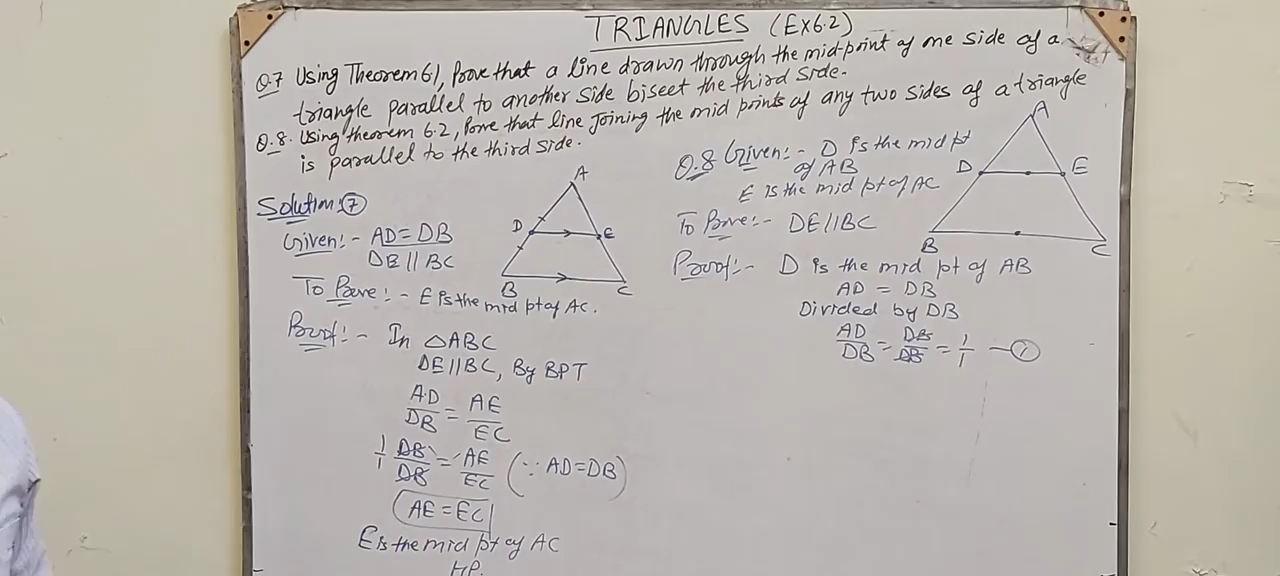 TRIANGLES (Ex 6.2)
Q.7 Using Theorem 6.1, Prove that a line drawn through the mid-point of one side of a
triangle parallel to another side bisect the third side.
Q.8. Using theorem 6.2, Prove that line joining the mid points of any two sides of a triangle
is parallel to the third side.
Solution:⑦
Given:- AD = DB
DE || BC
To Prove:- E is the mid pt of AC.
Proof:- In △ABC
DE || BC, By BPT
AD/DB = AE/EC
1/1 DB/DB = AE/EC (∵ AD=DB)
AE = EC
E is the mid pt of AC
HP.
A
D
E
B
C
Q.8 Given:- D is the mid pt
of AB
E is the mid pt of AC
To Prove:- DE // BC
Proof:- D is the mid pt of AB
AD = DB
Divided by DB
AD/DB = DB/DB = 1/1 —①
A
D
E
B
C